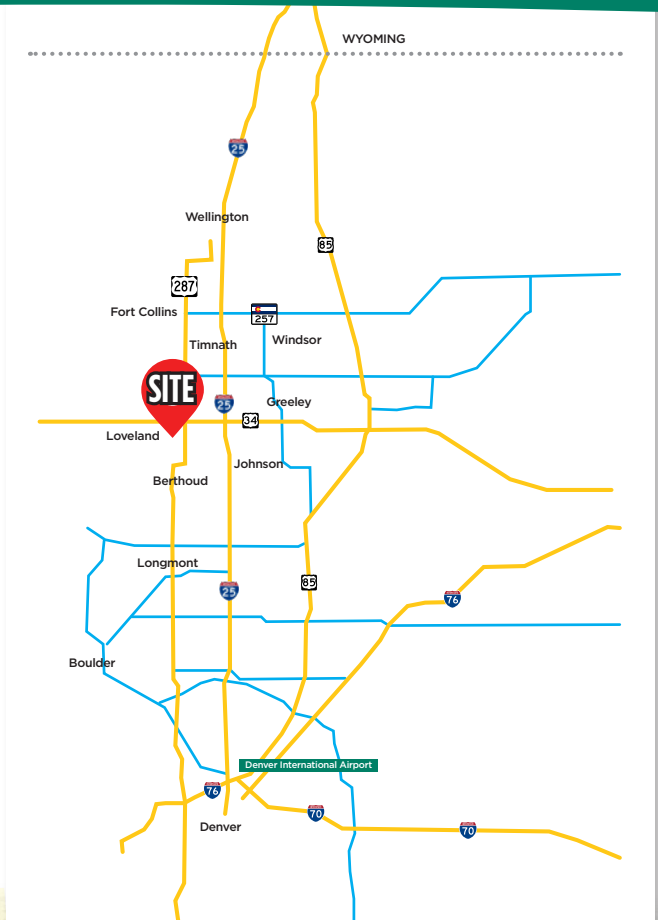 WYOMING
25
Wellington
85
287
Fort Collins
257
Timnath
Windsor
SITE
25
Greeley
34
Loveland
Johnson
Berthoud
Longmont
85
25
76
Boulder
Denver International Airport
76
70
Denver
70